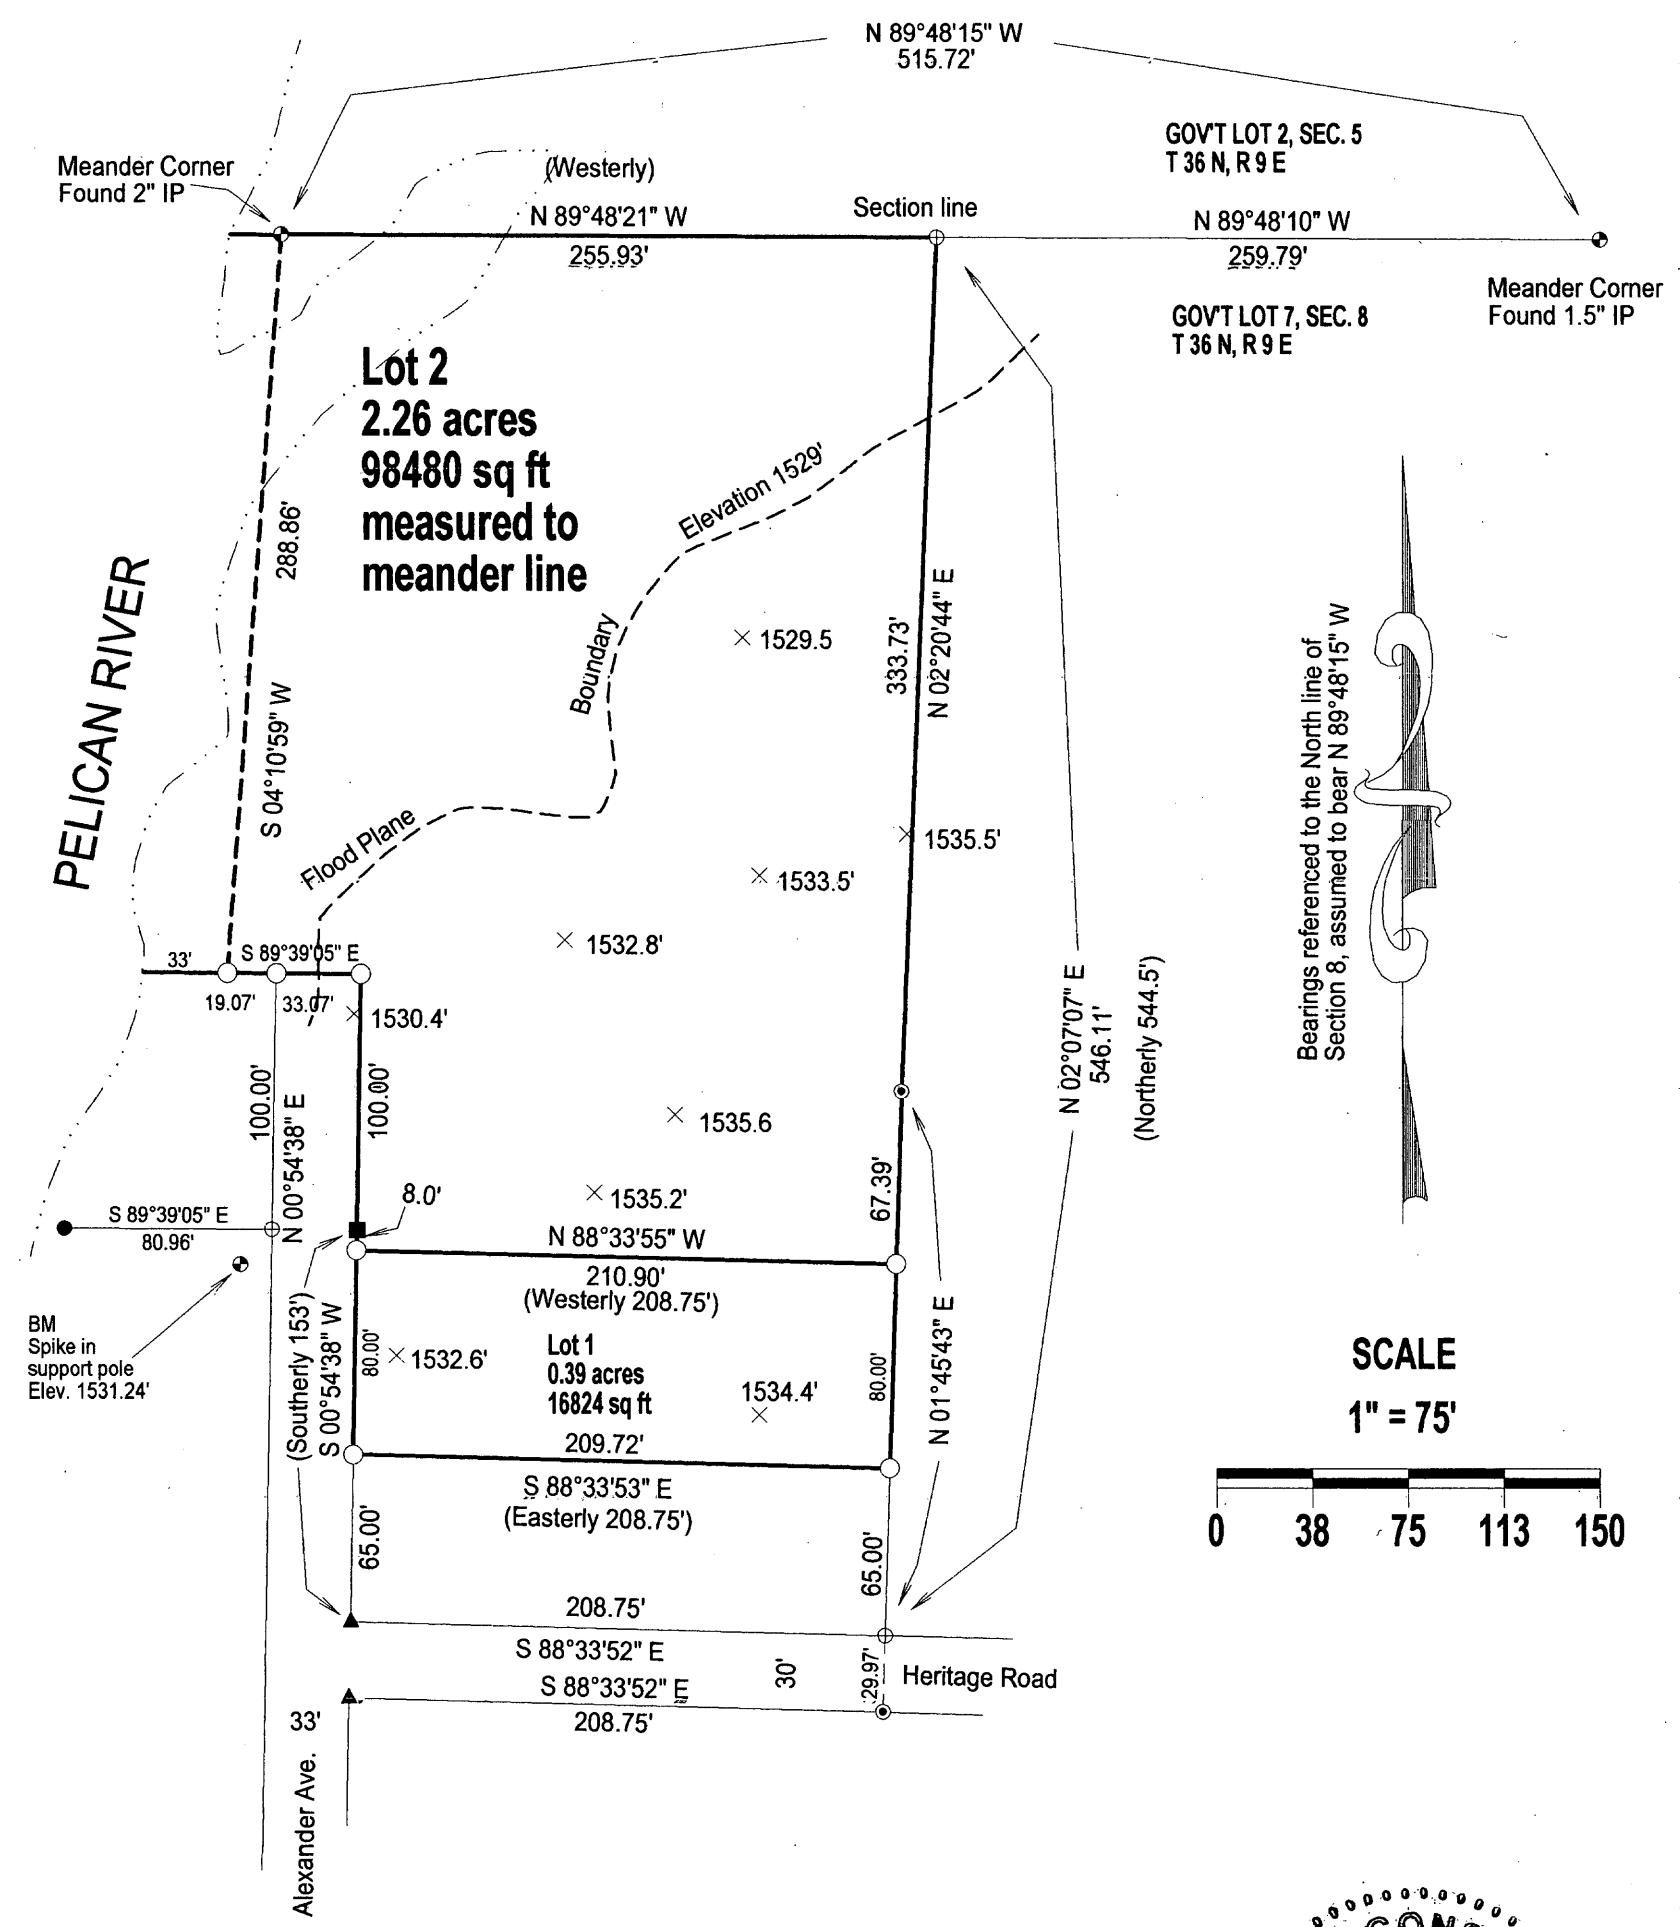 N 89°48'15" W
515.72'
GOV'T LOT 2, SEC. 5
T 36 N, R 9 E
Meander Corner
Found 2" IP
(Westerly)
N 89°48'21" W
255.93'
Section line
N 89°48'10" W
259.79'
Meander Corner
Found 1.5" IP
GOV'T LOT 7, SEC. 8
T 36 N, R 9 E
Lot 2
2.26 acres
98480 sq ft
measured to
meander line
288.86'
S 04°10'59" W
PELICAN RIVER
Elevation 1529'
Boundary
Flood Plane
1529.5
333.73'
N 02°20'44" E
1535.5'
1533.5'
1532.8'
Bearings referenced to the North line of
Section 8, assumed to bear N 89°48'15" W
33'
S 89°39'05" E
19.07'
33.07'
1530.4'
100.00'
N 00°54'38" E
100.00'
1535.6
1535.2'
8.0'
67.39'
N 02°07'07" E
546.11'
(Northerly 544.5')
S 89°39'05" E
80.96'
N 88°33'55" W
210.90'
(Westerly 208.75')
BM
Spike in
support pole
Elev. 1531.24'
(Southerly 153')
S 00°54'38" W
80.00'
1532.6'
Lot 1
0.39 acres
16824 sq ft
1534.4'
80.00'
N 01°45'43" E
209.72'
S 88°33'53" E
(Easterly 208.75')
65.00'
65.00'
SCALE
1" = 75'
0 38 75 113 150
208.75'
S 88°33'52" E
S 88°33'52" E
208.75'
30'
29.97'
Heritage Road
33'
Alexander Ave.